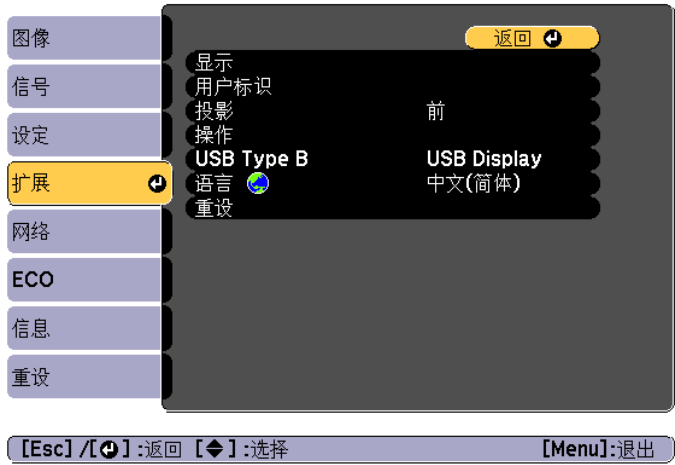 图像
信号
设定
扩展
网络
ECO
信息
重设
返回
显示
用户标识
投影 前
操作
USB Type B USB Display
语言 中文(简体)
重设
[Esc] /[ ] :返回 [ ] :选择 [Menu]:退出